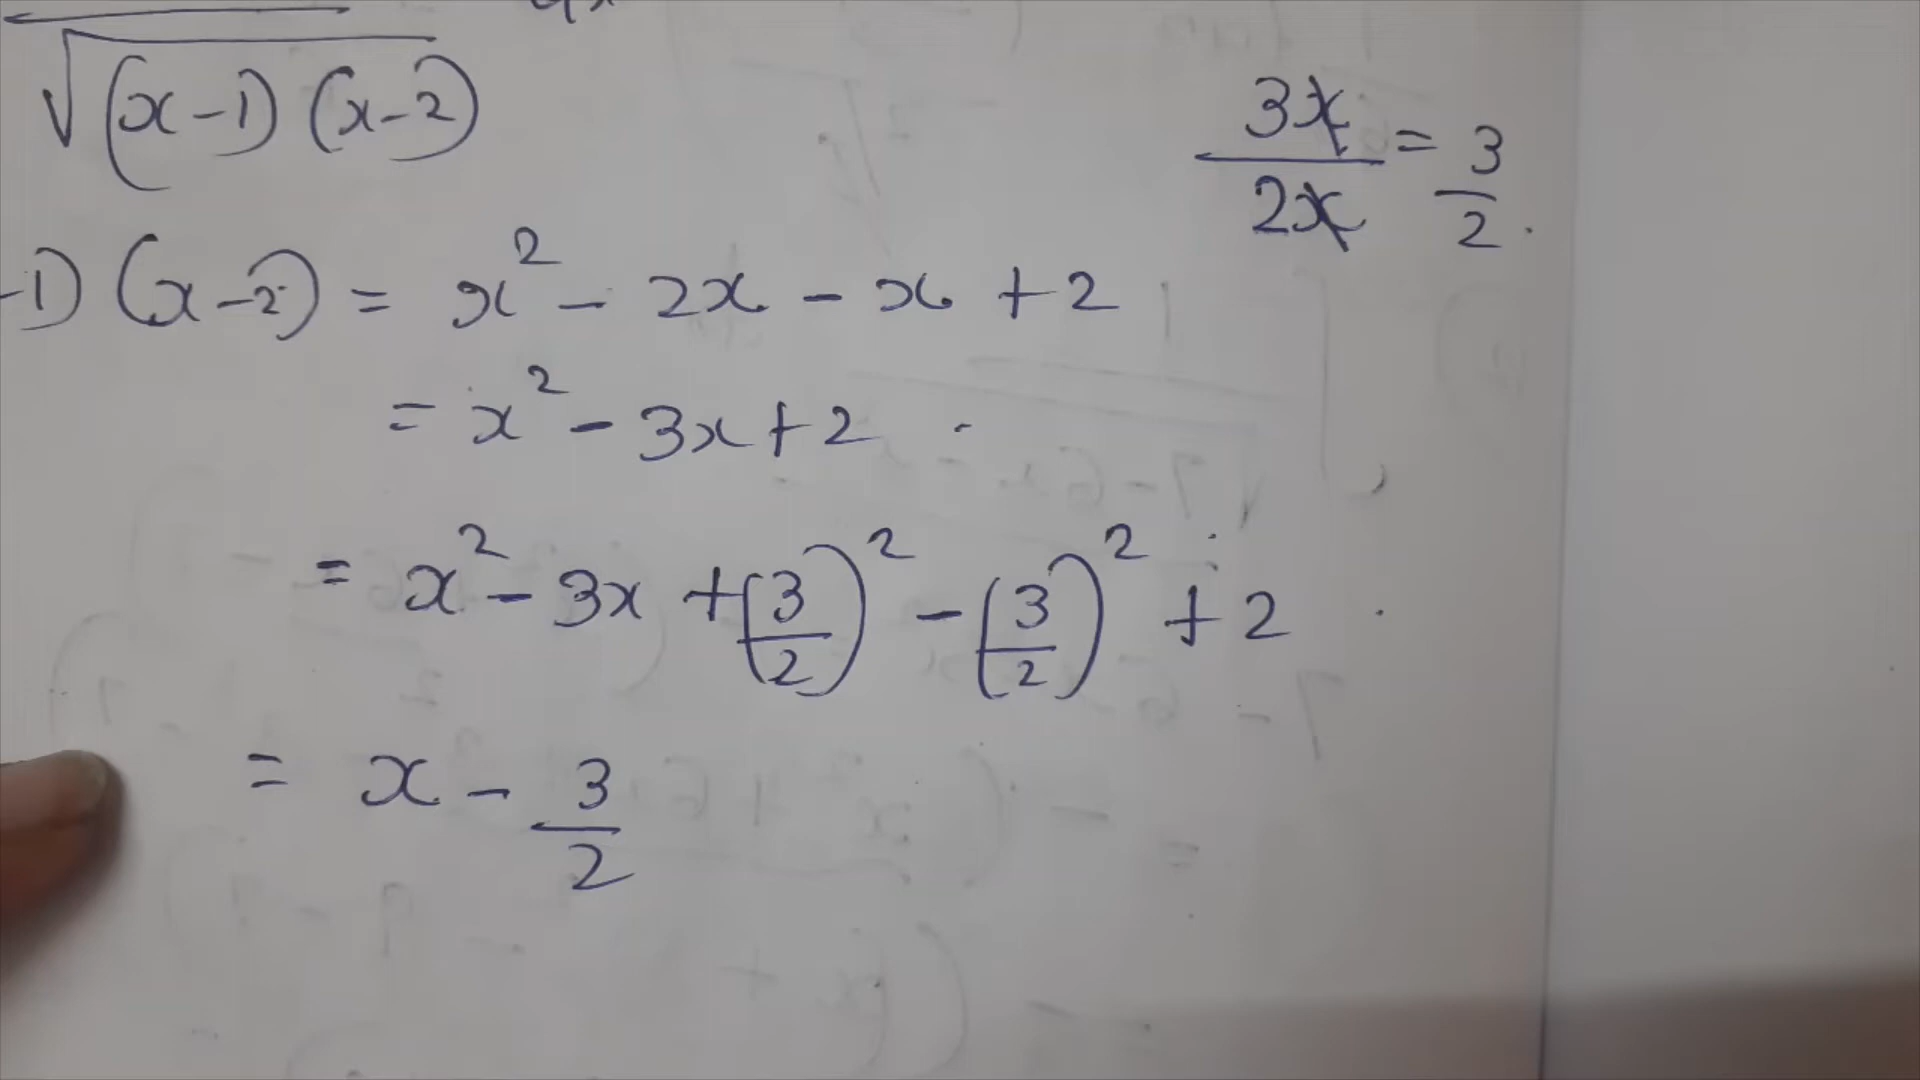 √(x-1) (x-2)
3x/2x = 3/2.
-1) (x-2) = x² - 2x - x + 2
= x² - 3x + 2.
= x² - 3x + (3/2)² - (3/2)² + 2
= x - 3/2